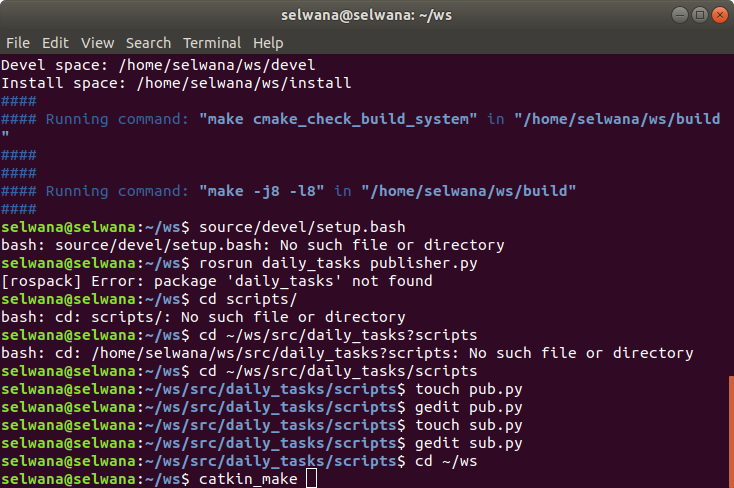 selwana@selwana: ~/ws
File Edit View Search Terminal Help
Devel space: /home/selwana/ws/devel
Install space: /home/selwana/ws/install
####
#### Running command: "make cmake_check_build_system" in "/home/selwana/ws/build
"
####
####
#### Running command: "make -j8 -l8" in "/home/selwana/ws/build"
####
selwana@selwana:~/ws$ source/devel/setup.bash
bash: source/devel/setup.bash: No such file or directory
selwana@selwana:~/ws$ rosrun daily_tasks publisher.py
[rospack] Error: package 'daily_tasks' not found
selwana@selwana:~/ws$ cd scripts/
bash: cd: scripts/: No such file or directory
selwana@selwana:~/ws$ cd ~/ws/src/daily_tasks?scripts
bash: cd: /home/selwana/ws/src/daily_tasks?scripts: No such file or directory
selwana@selwana:~/ws$ cd ~/ws/src/daily_tasks/scripts
selwana@selwana:~/ws/src/daily_tasks/scripts$ touch pub.py
selwana@selwana:~/ws/src/daily_tasks/scripts$ gedit pub.py
selwana@selwana:~/ws/src/daily_tasks/scripts$ touch sub.py
selwana@selwana:~/ws/src/daily_tasks/scripts$ gedit sub.py
selwana@selwana:~/ws/src/daily_tasks/scripts$ cd ~/ws
selwana@selwana:~/ws$ catkin_make